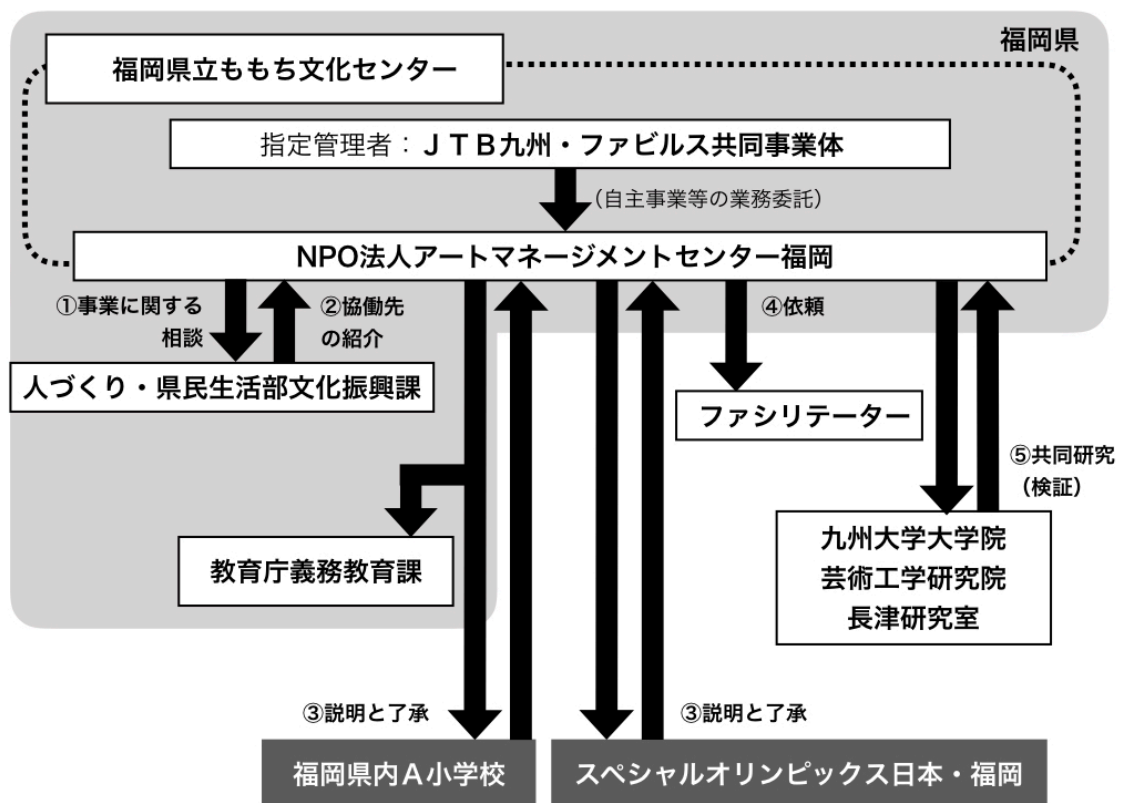 福岡県
福岡県立ももち文化センター
指定管理者：ＪＴＢ九州・ファビルス共同事業体
（自主事業等の業務委託）
NPO法人アートマネージメントセンター福岡
①事業に関する
相談
②協働先
の紹介
④依頼
人づくり・県民生活部文化振興課
ファシリテーター
⑤共同研究
（検証）
九州大学大学院
芸術工学研究院
長津研究室
教育庁義務教育課
③説明と了承
③説明と了承
福岡県内Ａ小学校
スペシャルオリンピックス日本・福岡